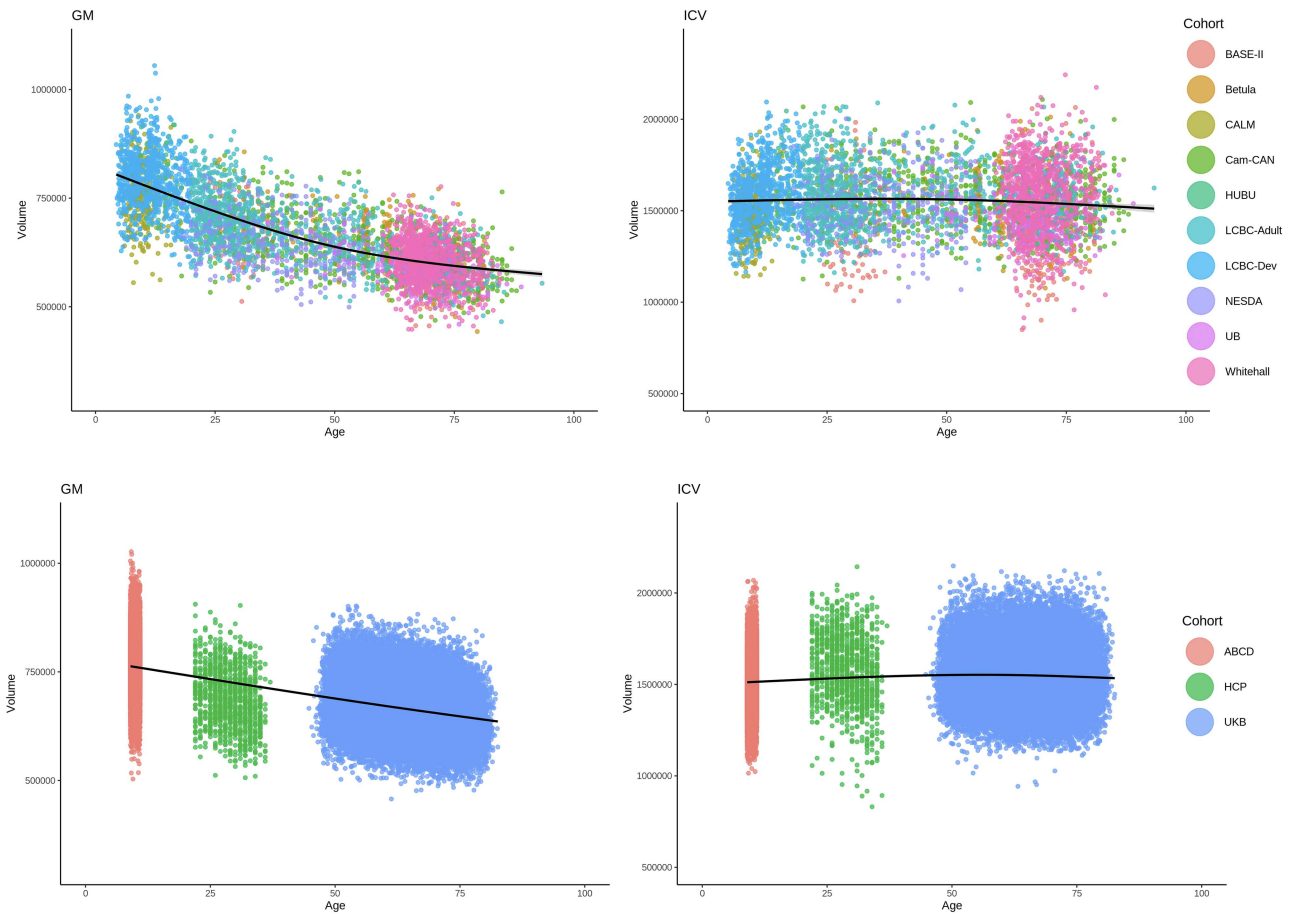 GM
Volume
1000000
750000
500000
0 25 50 75 100
Age
ICV
Volume
2000000
1500000
1000000
500000
0 25 50 75 100
Age
Cohort
BASE-II
Betula
CALM
Cam-CAN
HUBU
LCBC-Adult
LCBC-Dev
NESDA
UB
Whitehall
GM
Volume
1000000
750000
500000
0 25 50 75 100
Age
ICV
Volume
2000000
1500000
1000000
500000
0 25 50 75 100
Age
Cohort
ABCD
HCP
UKB